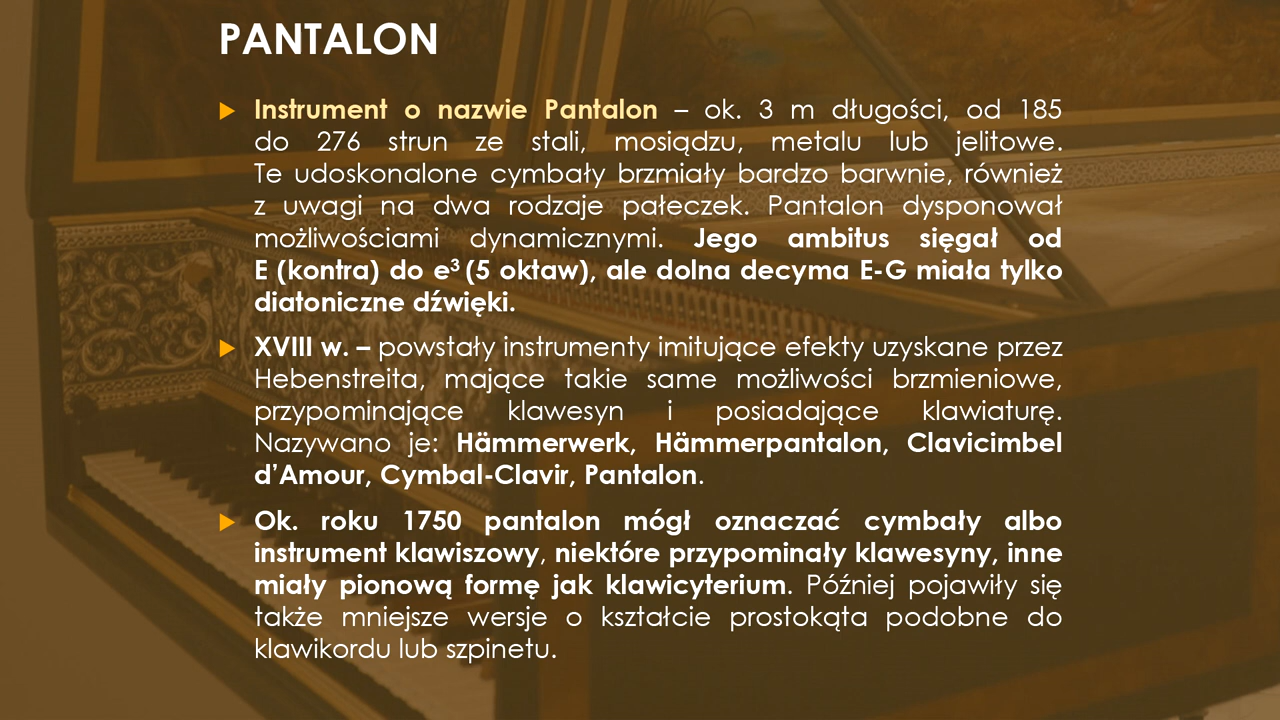 PANTALON
Instrument o nazwie Pantalon – ok. 3 m długości, od 185
do 276 strun ze stali, mosiądzu, metalu lub jelitowe.
Te udoskonalone cymbały brzmiały bardzo barwnie, również
z uwagi na dwa rodzaje pałeczek. Pantalon dysponował
możliwościami dynamicznymi. Jego ambitus sięgał od
E (kontra) do e³ (5 oktaw), ale dolna decyma E-G miała tylko
diatoniczne dźwięki.
XVIII w. – powstały instrumenty imitujące efekty uzyskane przez
Hebenstreita, mające takie same możliwości brzmieniowe,
przypominające klawesyn i posiadające klawiaturę.
Nazywano je: Hämmerwerk, Hämmerpantalon, Clavicimbel
d’Amour, Cymbal-Clavir, Pantalon.
Ok. roku 1750 pantalon mógł oznaczać cymbały albo
instrument klawiszowy, niektóre przypominały klawesyny, inne
miały pionową formę jak klawicyterium. Później pojawiły się
także mniejsze wersje o kształcie prostokąta podobne do
klawikordu lub szpinetu.